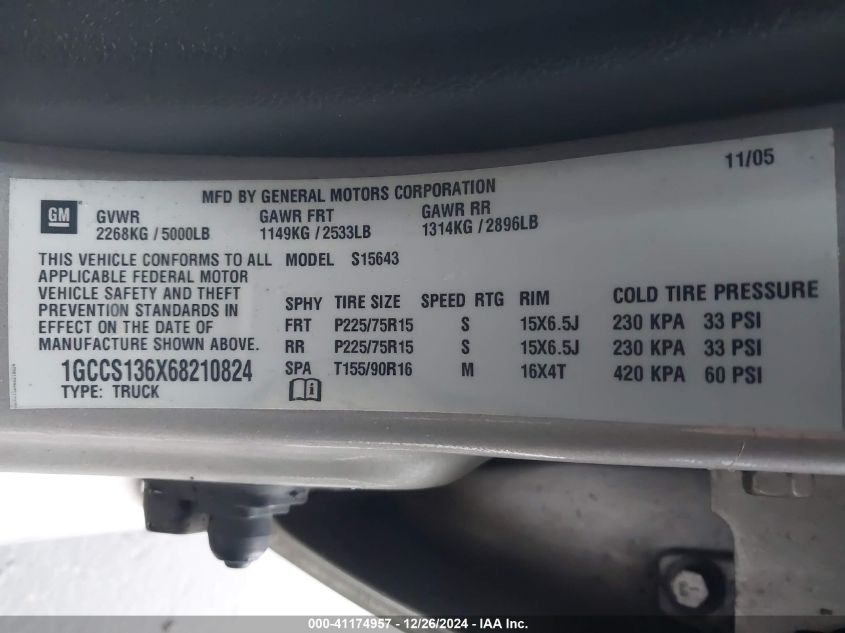 11/05
MFD BY GENERAL MOTORS CORPORATION
GM
GVWR GAWR FRT GAWR RR
2268KG / 5000LB 1149KG / 2533LB 1314KG / 2896LB
THIS VEHICLE CONFORMS TO ALL MODEL S15643
APPLICABLE FEDERAL MOTOR
VEHICLE SAFETY AND THEFT
PREVENTION STANDARDS IN
EFFECT ON THE DATE OF
MANUFACTURE SHOWN ABOVE.
1GCCS136X68210824
TYPE: TRUCK
SPHY TIRE SIZE SPEED RTG RIM COLD TIRE PRESSURE
FRT P225/75R15 S 15X6.5J 230 KPA 33 PSI
RR P225/75R15 S 15X6.5J 230 KPA 33 PSI
SPA T155/90R16 M 16X4T 420 KPA 60 PSI
000-41174957 - 12/26/2024 - IAA Inc.